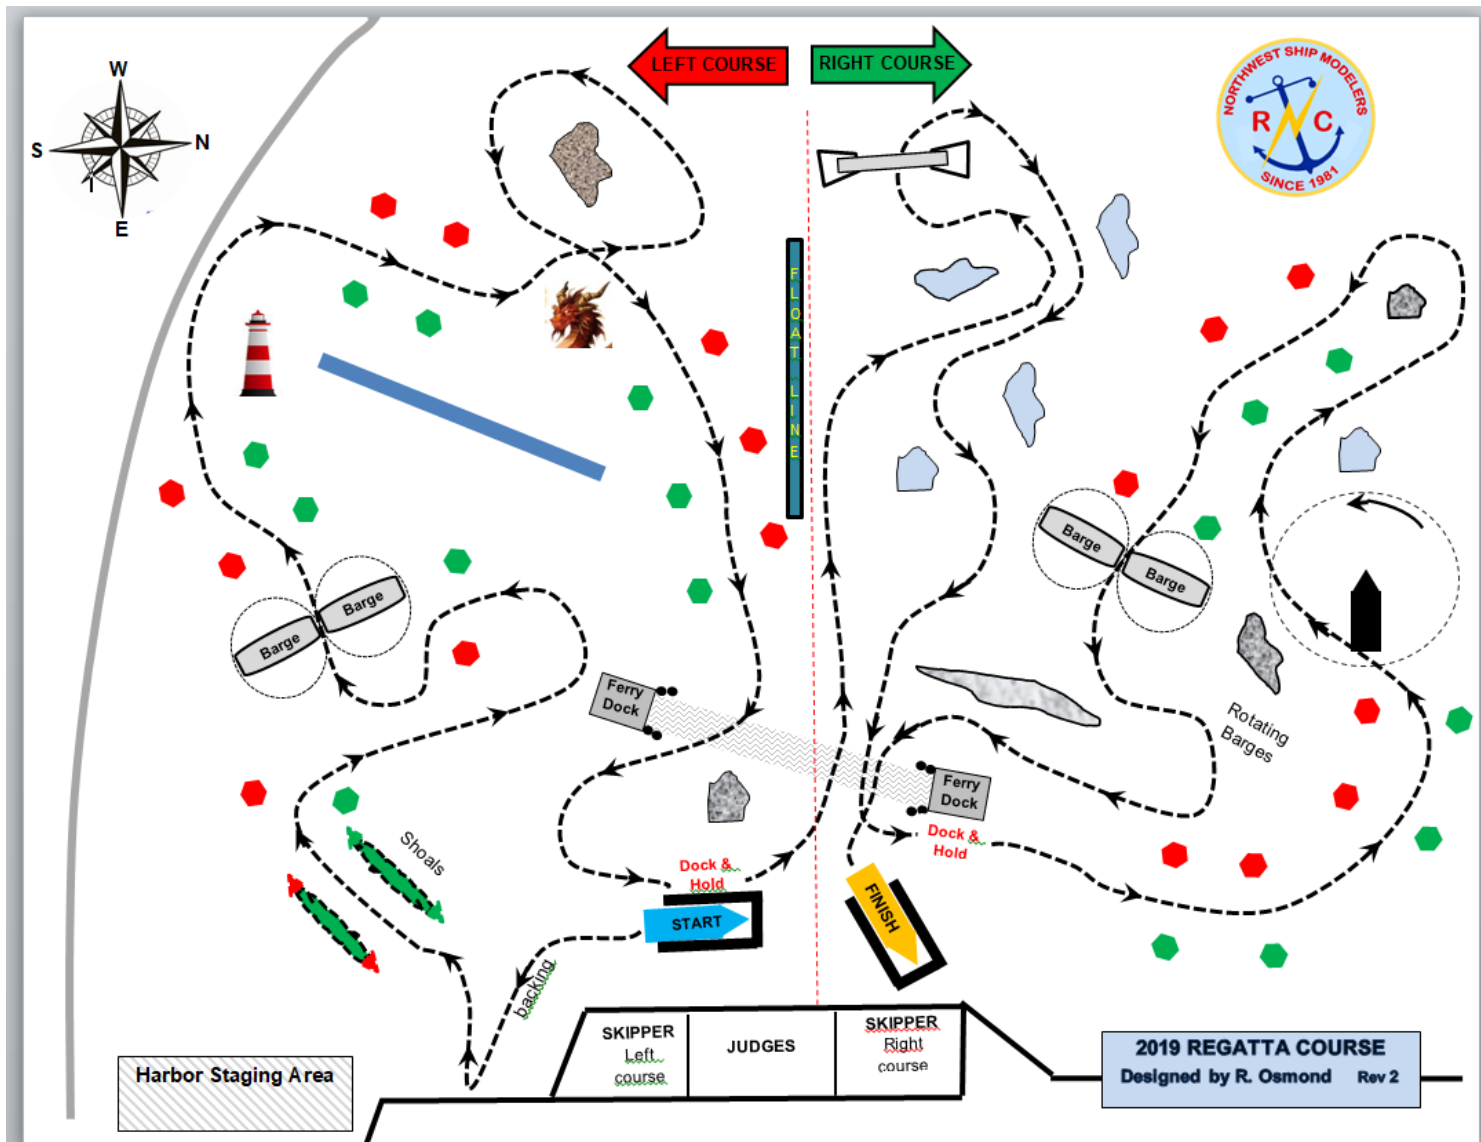 LEFT COURSE
RIGHT COURSE
NORTHWEST SHIP MODELERS
R C
SINCE 1981
W
S
N
E
FLOAT LINE
Barge
Barge
Barge
Barge
Ferry
Dock
Rotating
Barges
Ferry
Dock
Shoals
Dock &
Hold
Dock &
Hold
START
FINISH
backing
SKIPPER
Left
course
JUDGES
SKIPPER
Right
course
Harbor Staging Area
2019 REGATTA COURSE
Designed by R. Osmond Rev 2